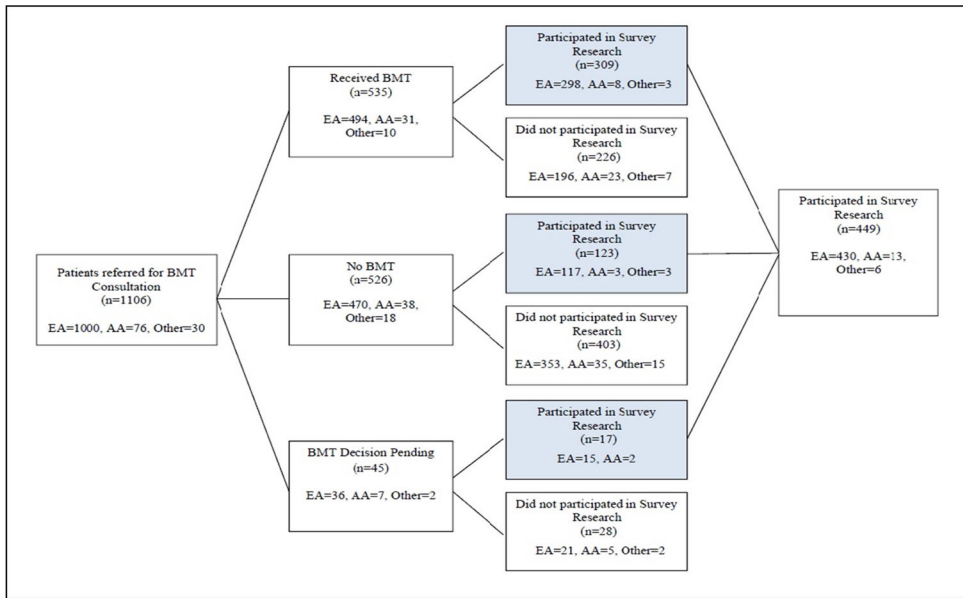 Patients referred for BMT
Consultation
(n=1106)
EA=1000, AA=76, Other=30
Received BMT
(n=535)
EA=494, AA=31,
Other=10
No BMT
(n=526)
EA=470, AA=38,
Other=18
BMT Decision Pending
(n=45)
EA=36, AA=7, Other=2
Participated in Survey
Research
(n=309)
EA=298, AA=8, Other=3
Did not participated in Survey
Research
(n=226)
EA=196, AA=23, Other=7
Participated in Survey
Research
(n=123)
EA=117, AA=3, Other=3
Did not participated in Survey
Research
(n=403)
EA=353, AA=35, Other=15
Participated in Survey
Research
(n=17)
EA=15, AA=2
Did not participated in Survey
Research
(n=28)
EA=21, AA=5, Other=2
Participated in Survey
Research
(n=449)
EA=430, AA=13,
Other=6